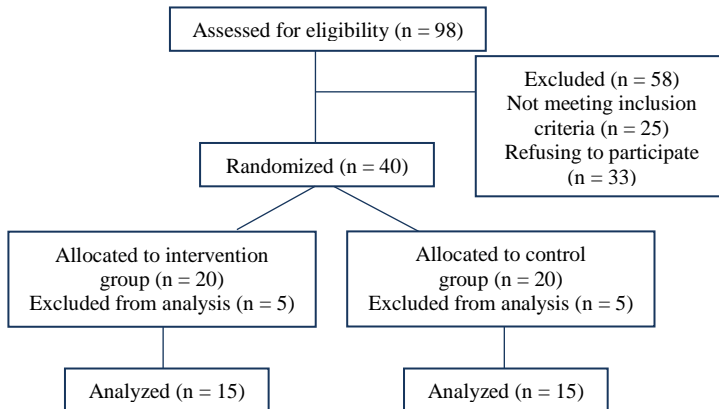 Assessed for eligibility (n = 98)
Excluded (n = 58)
Not meeting inclusion
criteria (n = 25)
Refusing to participate
(n = 33)
Randomized (n = 40)
Allocated to intervention
group (n = 20)
Excluded from analysis (n = 5)
Allocated to control
group (n = 20)
Excluded from analysis (n = 5)
Analyzed (n = 15)
Analyzed (n = 15)